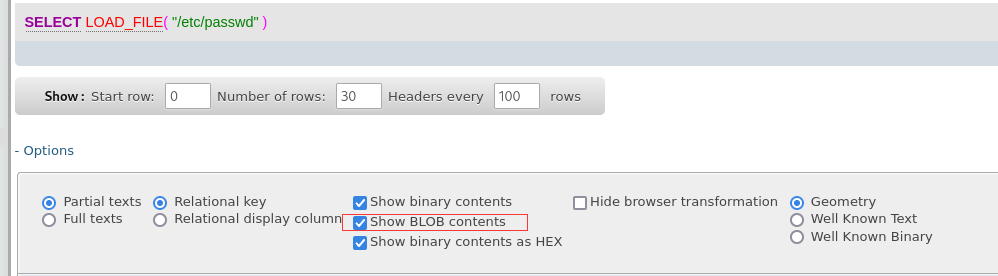 SELECT LOAD_FILE( "/etc/passwd" )
Show : Start row: 0 Number of rows: 30 Headers every 100 rows
- Options
Partial texts Relational key Show binary contents Hide browser transformation Geometry
Full texts Relational display column Show BLOB contents Well Known Text
Show binary contents as HEX Well Known Binary